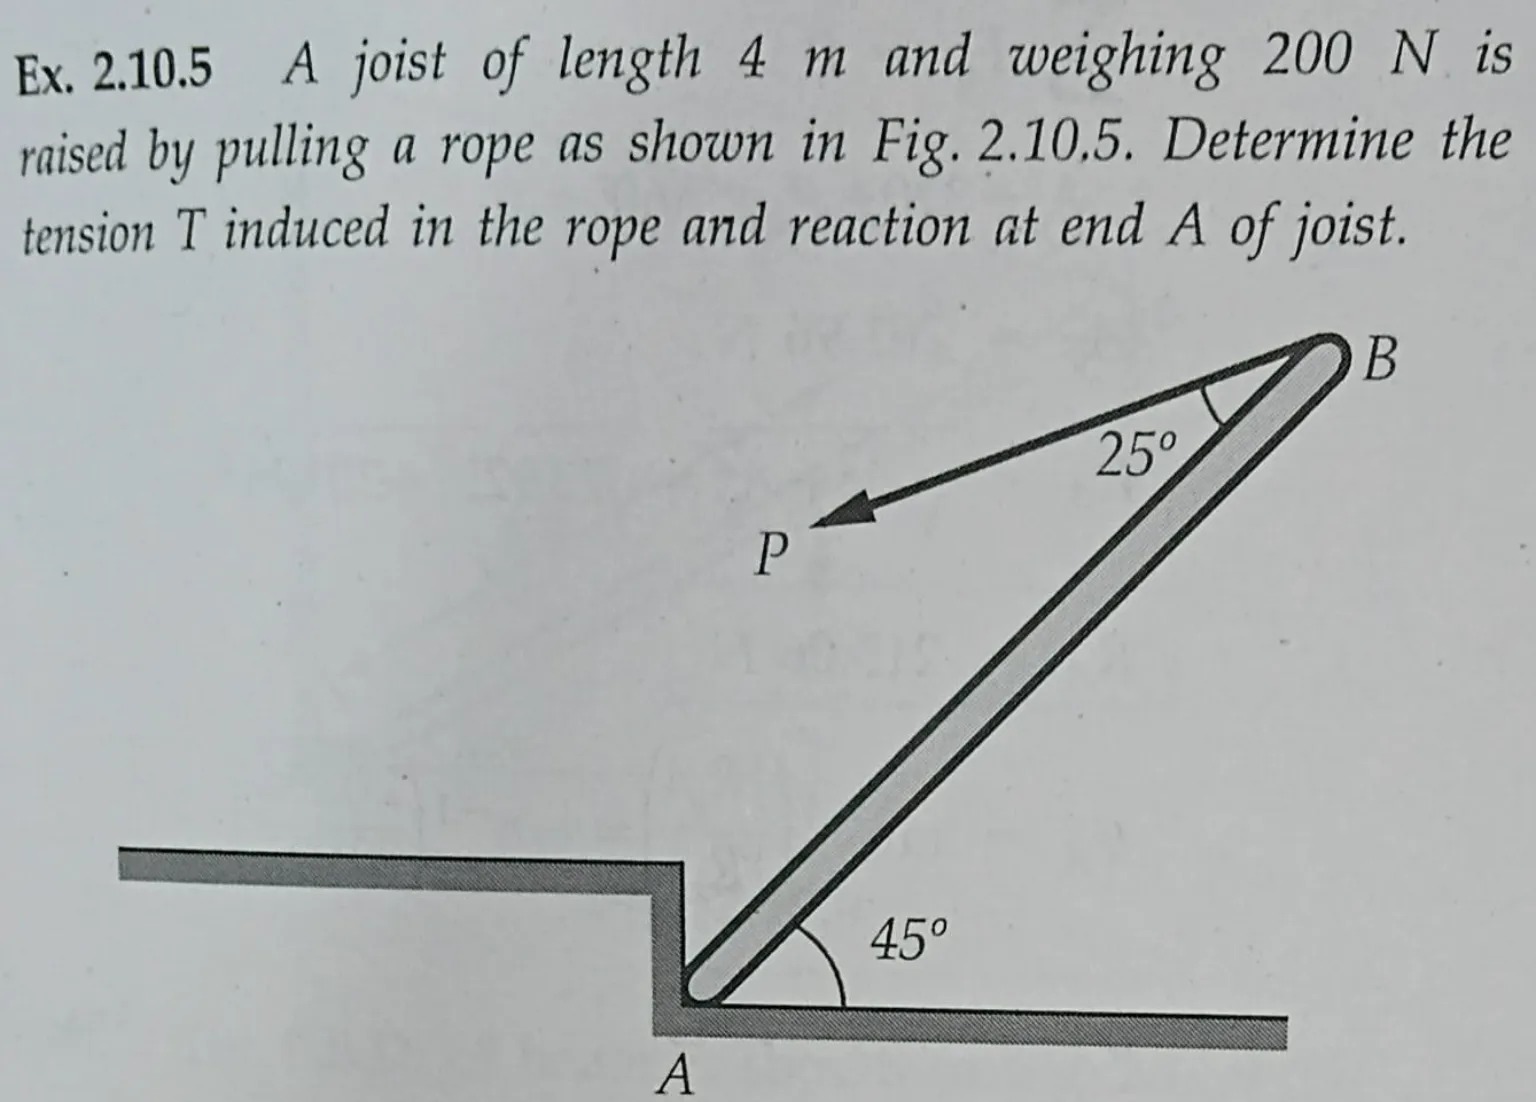 Ex. 2.10.5 A joist of length 4 m and weighing 200 N is
raised by pulling a rope as shown in Fig. 2.10.5. Determine the
tension T induced in the rope and reaction at end A of joist.
B
25°
P
45°
A